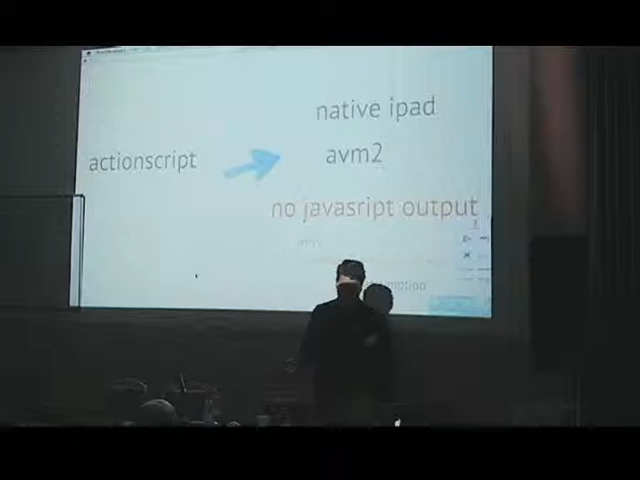 native ipad
actionscript
avm2
no javasript output